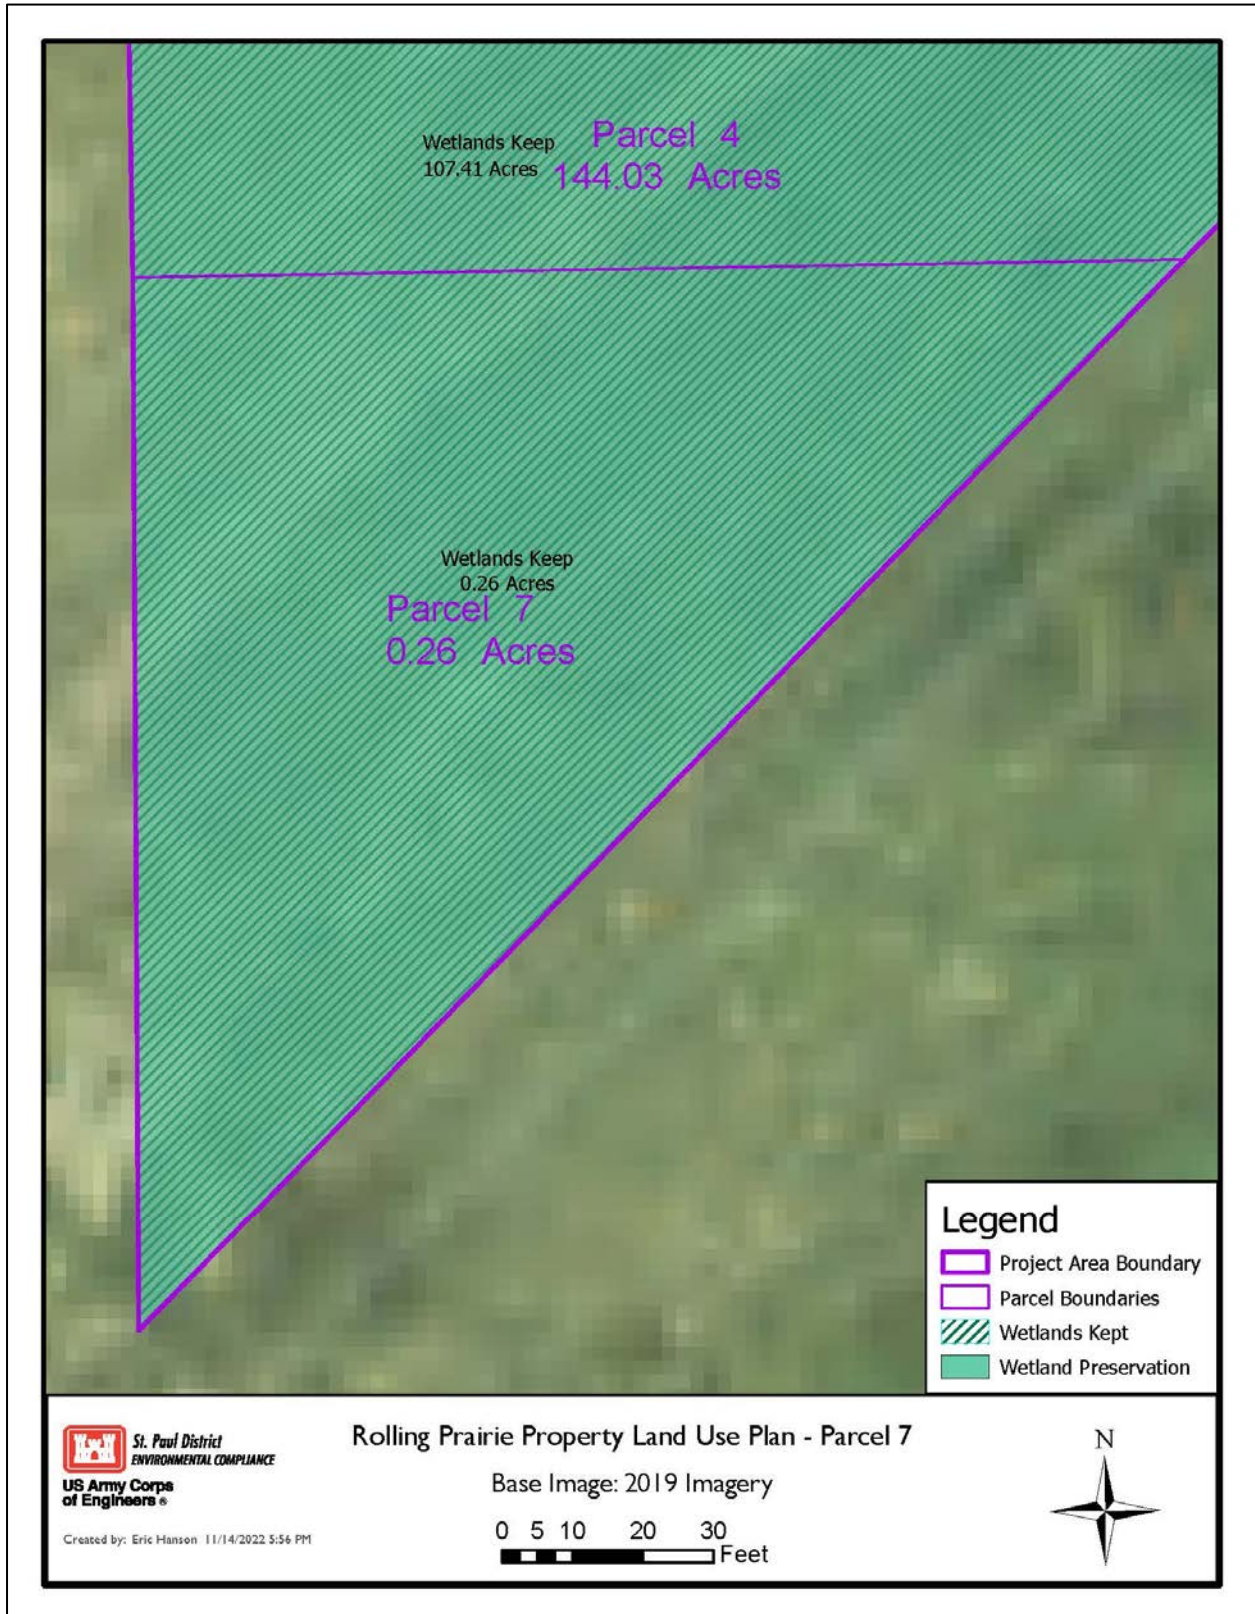 Wetlands Keep
107.41 Acres
Parcel 4
144.03 Acres
Wetlands Keep
0.26 Acres
Parcel 7
0.26 Acres
Legend
Project Area Boundary
Parcel Boundaries
Wetlands Kept
Wetland Preservation
St. Paul District
ENVIRONMENTAL COMPLIANCE
US Army Corps
of Engineers ®
Created by: Eric Hanson 11/14/2022 5:56 PM
Rolling Prairie Property Land Use Plan - Parcel 7
Base Image: 2019 Imagery
0 5 10 20 30
Feet
N